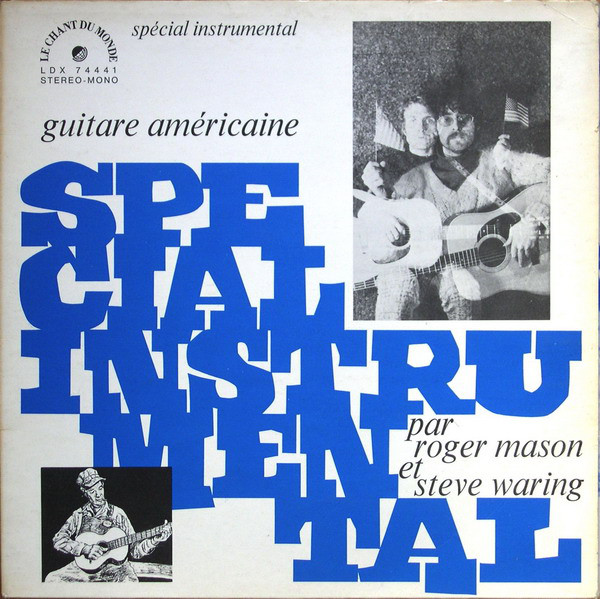 LE CHANT DU MONDE
LDX 74441
STEREO-MONO
spécial instrumental
guitare américaine
SPE
CIAL
INSTRU
MEN
TAL
par
roger mason
et
steve waring